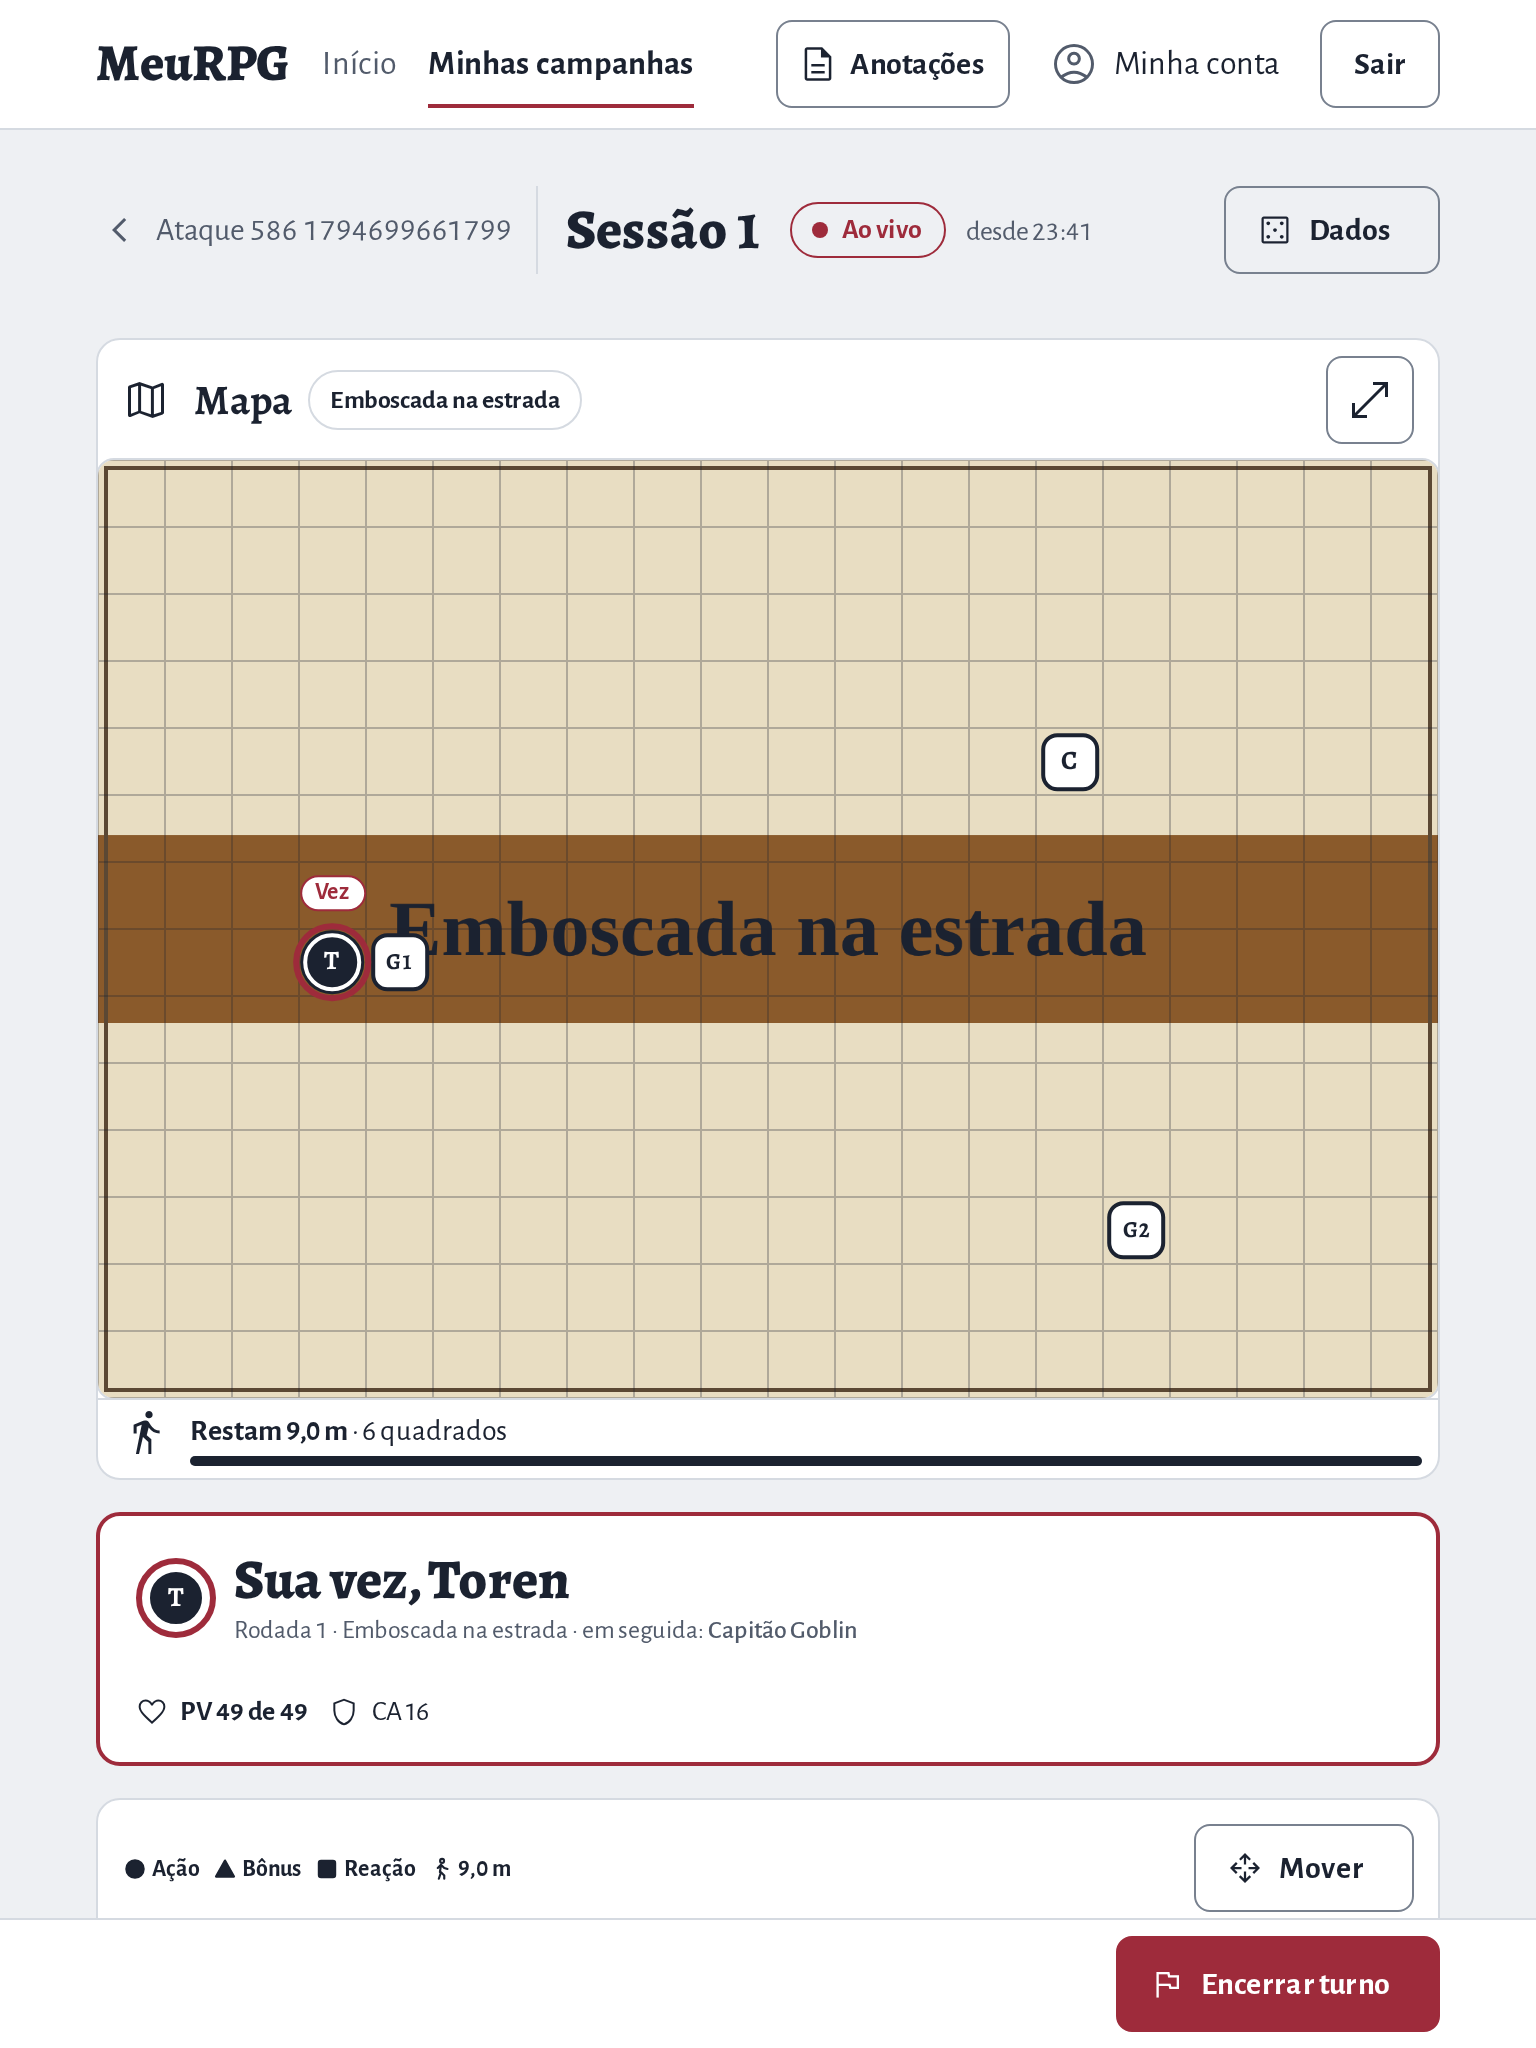 MeuRPG Início Minhas campanhas Anotações Minha conta Sair
Ataque 586 1794699661799 Sessão 1 Ao vivo desde 23:41 Dados
Mapa Emboscada na estrada
C
Vez
Emboscada na estrada
T G1
G2
Restam 9,0 m · 6 quadrados
T Sua vez, Toren
Rodada 1 · Emboscada na estrada · em seguida: Capitão Goblin
PV 49 de 49 CA 16
Ação Bônus Reação 9,0 m Mover
Encerrar turno